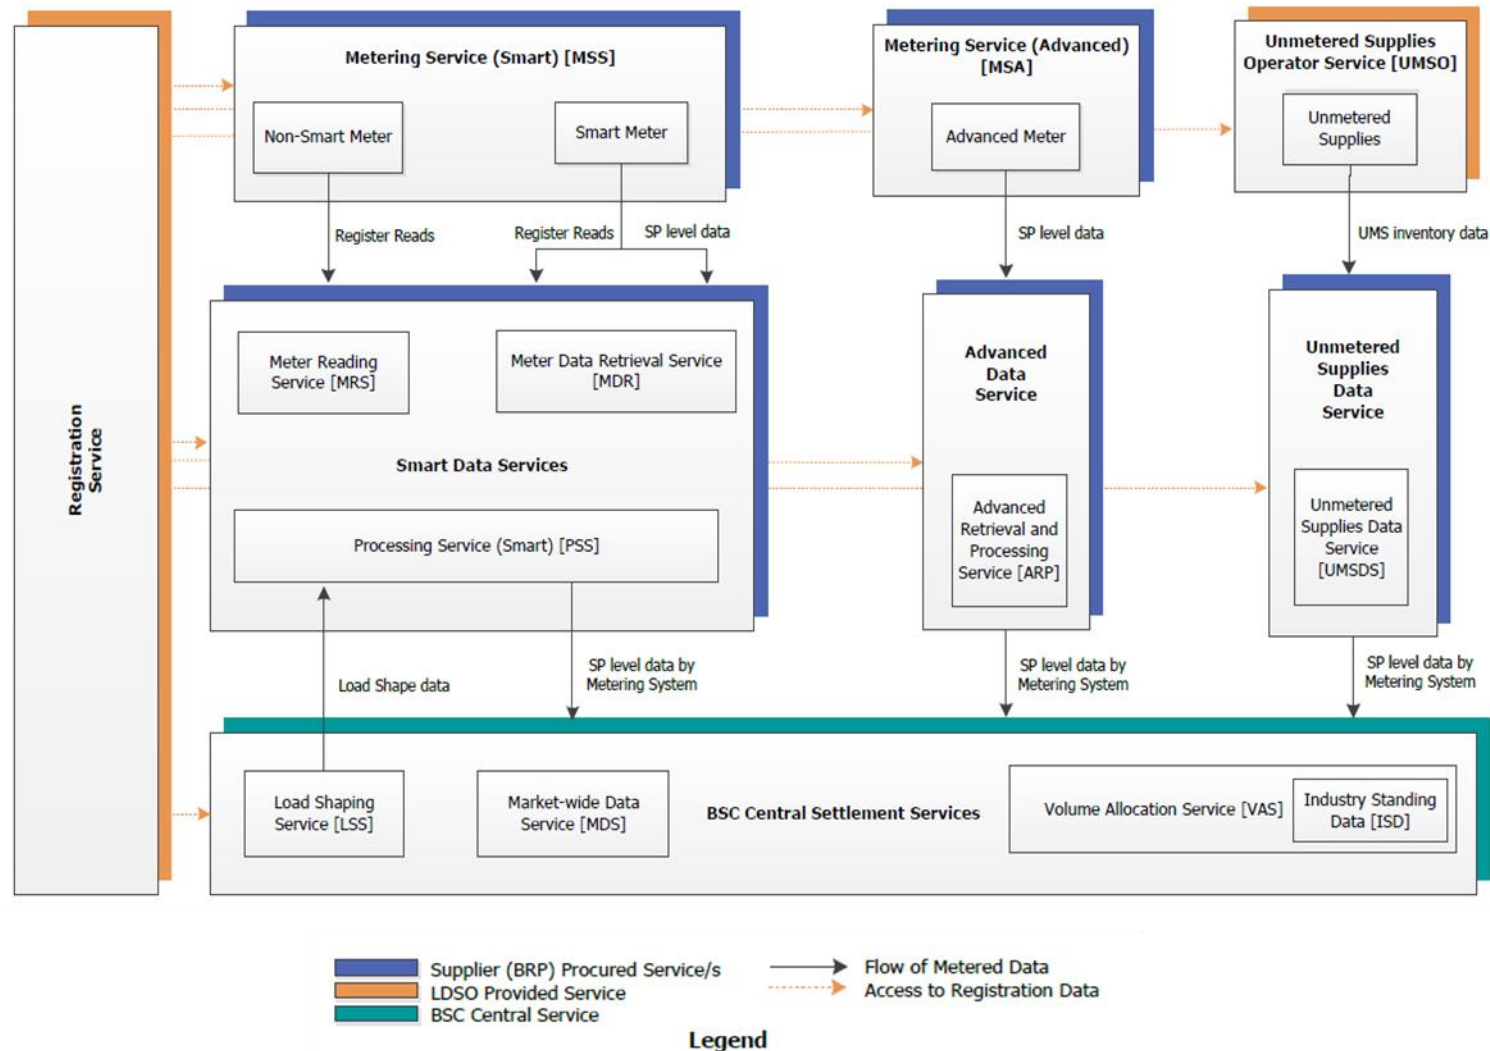 Metering Service (Smart) [MSS]
Non-Smart Meter
Smart Meter
Metering Service (Advanced)
[MSA]
Advanced Meter
Unmetered Supplies
Operator Service [UMSO]
Unmetered
Supplies
Register Reads
Register Reads
SP level data
SP level data
UMS inventory data
Registration
Service
Meter Reading
Service [MRS]
Meter Data Retrieval Service
[MDR]
Smart Data Services
Processing Service (Smart) [PSS]
Advanced
Data
Service
Advanced
Retrieval and
Processing
Service [ARP]
Unmetered
Supplies
Data
Service
Unmetered
Supplies Data
Service
[UMSDS]
Load Shape data
SP level data by
Metering System
SP level data by
Metering System
SP level data by
Metering System
Load Shaping
Service [LSS]
Market-wide Data
Service [MDS]
BSC Central Settlement Services
Volume Allocation Service [VAS]
Industry Standing
Data [ISD]
Supplier (BRP) Procured Service/s
LDSO Provided Service
BSC Central Service
Flow of Metered Data
Access to Registration Data
Legend